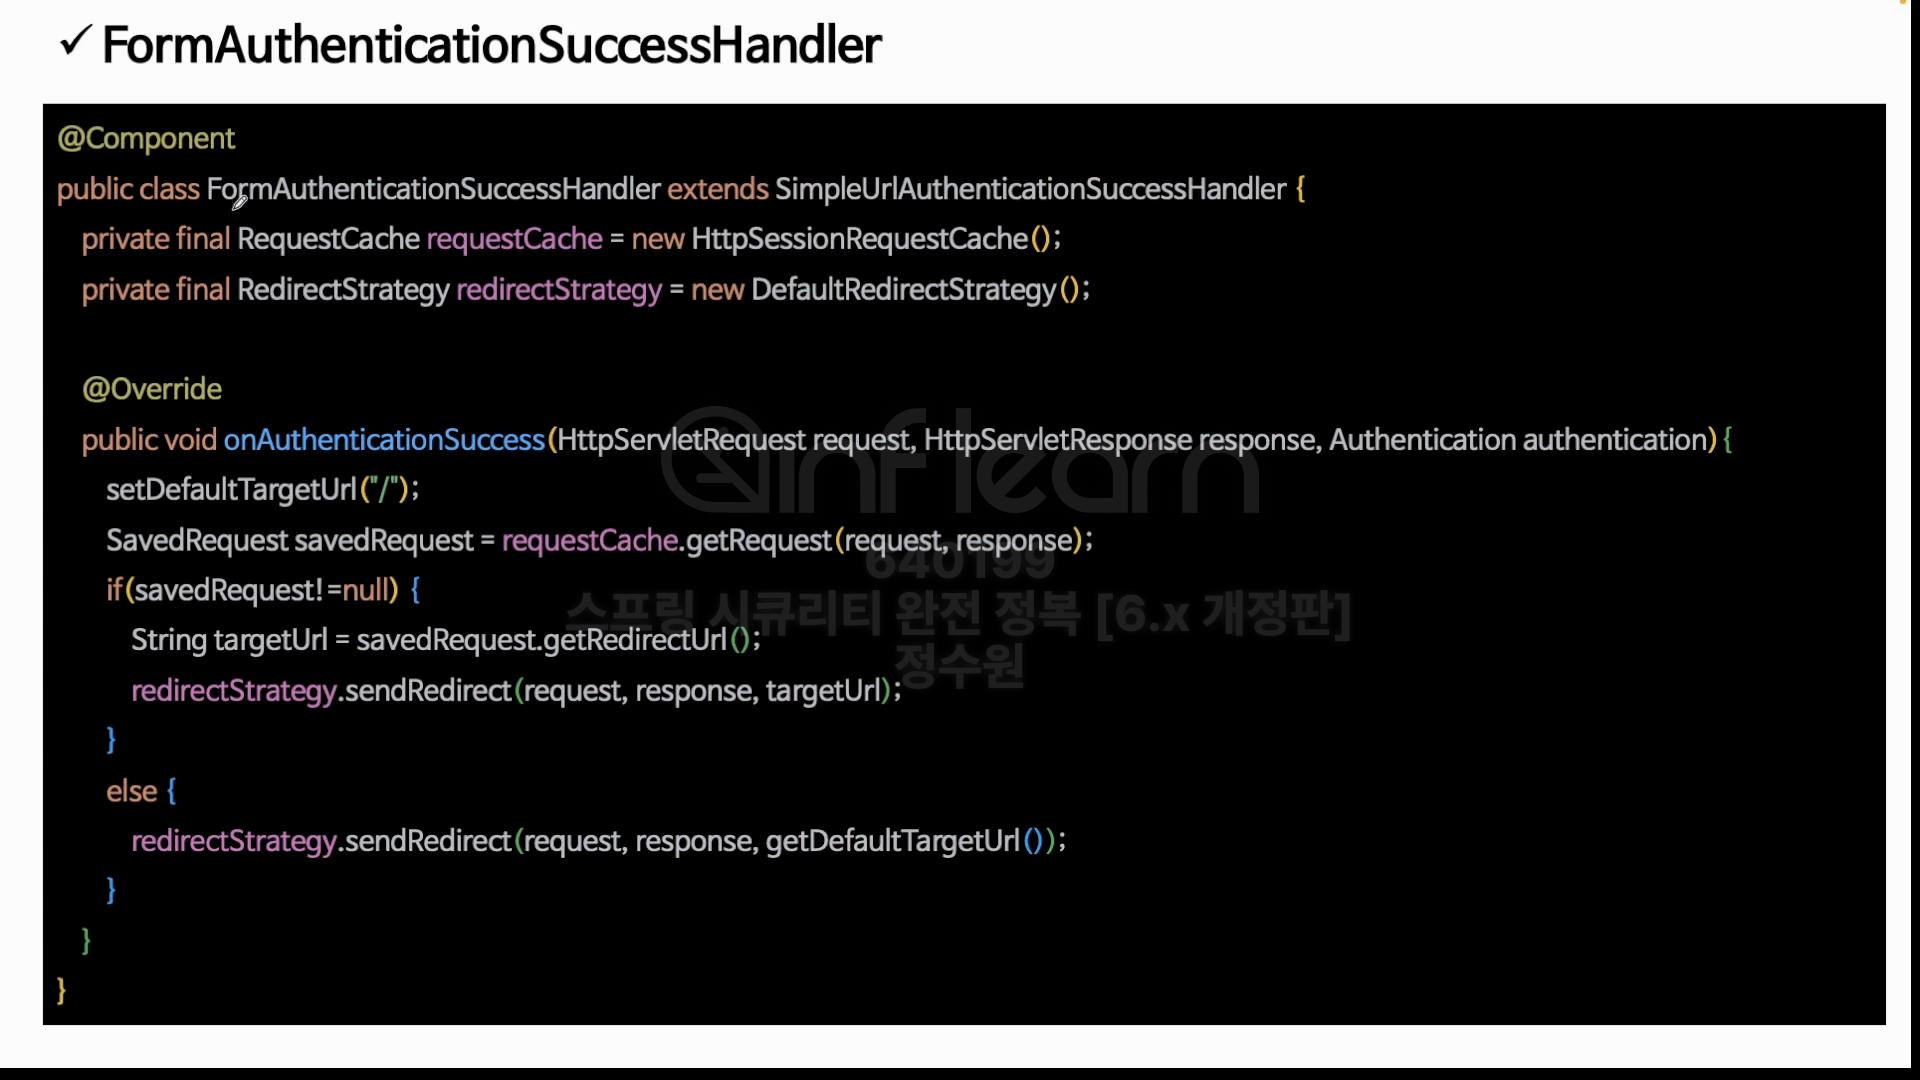 ✓ FormAuthenticationSuccessHandler
@Component
public class FormAuthenticationSuccessHandler extends SimpleUrlAuthenticationSuccessHandler {
private final RequestCache requestCache = new HttpSessionRequestCache();
private final RedirectStrategy redirectStrategy = new DefaultRedirectStrategy();
@Override
public void onAuthenticationSuccess(HttpServletRequest request, HttpServletResponse response, Authentication authentication) {
setDefaultTargetUrl("/");
SavedRequest savedRequest = requestCache.getRequest(request, response);
if(savedRequest!=null) {
String targetUrl = savedRequest.getRedirectUrl();
redirectStrategy.sendRedirect(request, response, targetUrl);
}
else {
redirectStrategy.sendRedirect(request, response, getDefaultTargetUrl());
}
}
}
inflearn
640199
스프링 시큐리티 완전 정복 [6.x 개정판]
정수원